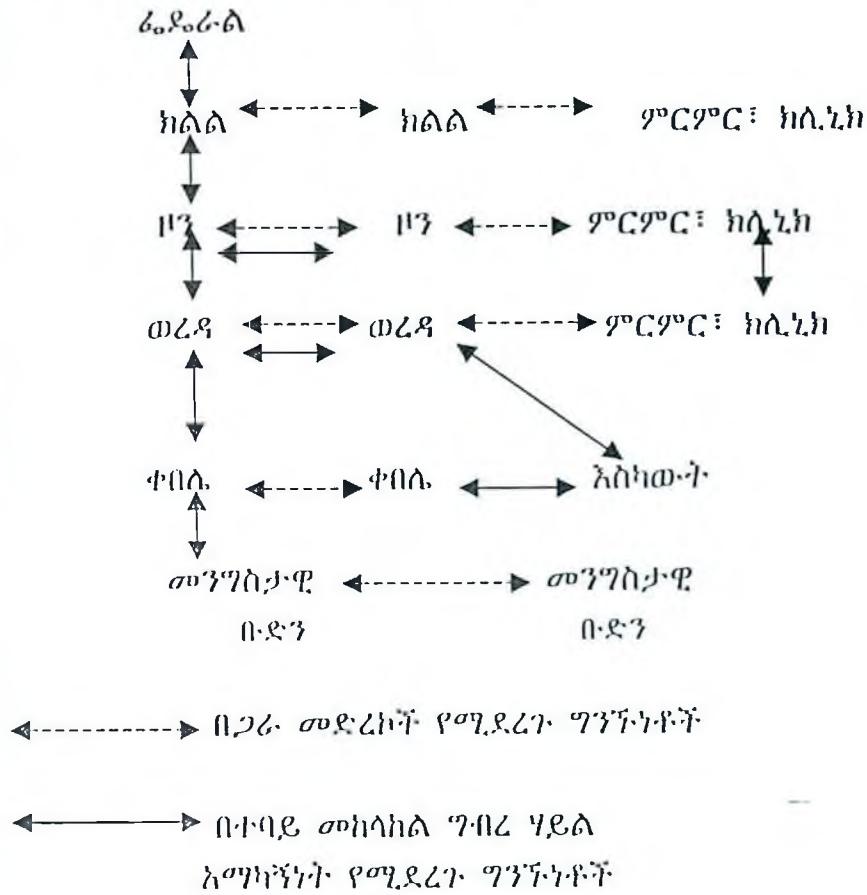 ፌዴራል
ክልል ክልል ምርምር፣ ክሊኒክ
ዞን ዞን ምርምር፣ ክሊኒክ
ወረዳ ወረዳ ምርምር፣ ክሊኒክ
ቀበሌ ቀበሌ እስካውት
መንግስታዊ መንግስታዊ
ቡድን ቡድን
በጋራ መድረኮች የሚደረጉ ግንኙነቶች
በተባይ መከላከል ግብረ ሃይል
አማካኝነት የሚደረጉ ግንኙነቶች